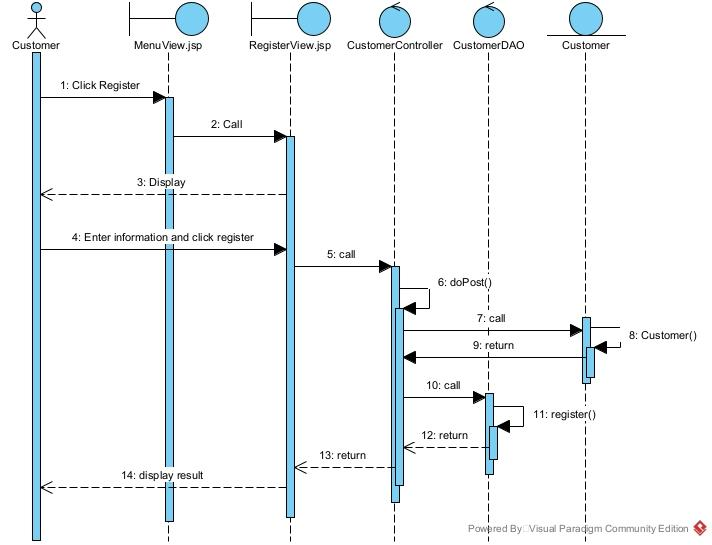 Customer
MenuView.jsp
RegisterView.jsp
CustomerController
CustomerDAO
Customer
1: Click Register
2: Call
3: Display
4: Enter information and click register
5: call
6: doPost()
7: call
8: Customer()
9: return
10: call
11: register()
12: return
13: return
14: display result
Powered By Visual Paradigm Community Edition